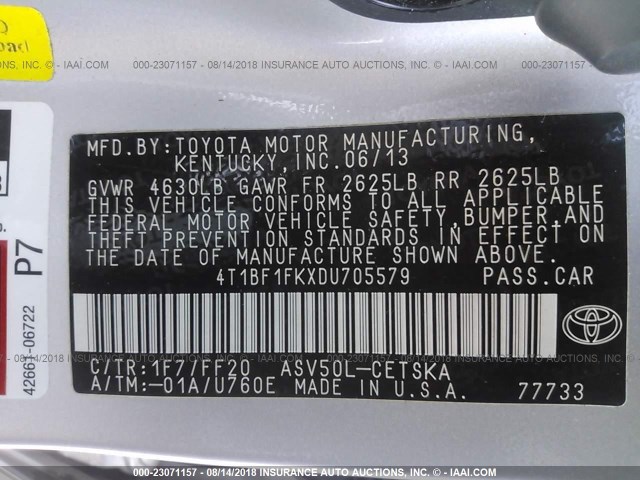 000-23071157 - 08/14/2018 INSURANCE AUTO AUCTIONS, INC. - © IAAI.COM
MFD.BY:TOYOTA MOTOR MANUFACTURING,
KENTUCKY,INC.06/13
GVWR 4630LB GAWR FR 2625LB RR 2625LB
THIS VEHICLE CONFORMS TO ALL APPLICABLE
FEDERAL MOTOR VEHICLE SAFETY,BUMPER,AND
THEFT PREVENTION STANDARDS IN EFFECT ON
THE DATE OF MANUFACTURE SHOWN ABOVE.
4T1BF1FKXDU705579 PASS.CAR
C/TR:1F77/FF20 ASV50L-CETSKA
A/TM:-01A/U760E MADE IN U.S.A. 77733
TOYOTA
P7
42661-06722
000-23071157 - 08/14/2018 INSURANCE AUTO AUCTIONS, INC. - © IAAI.COM